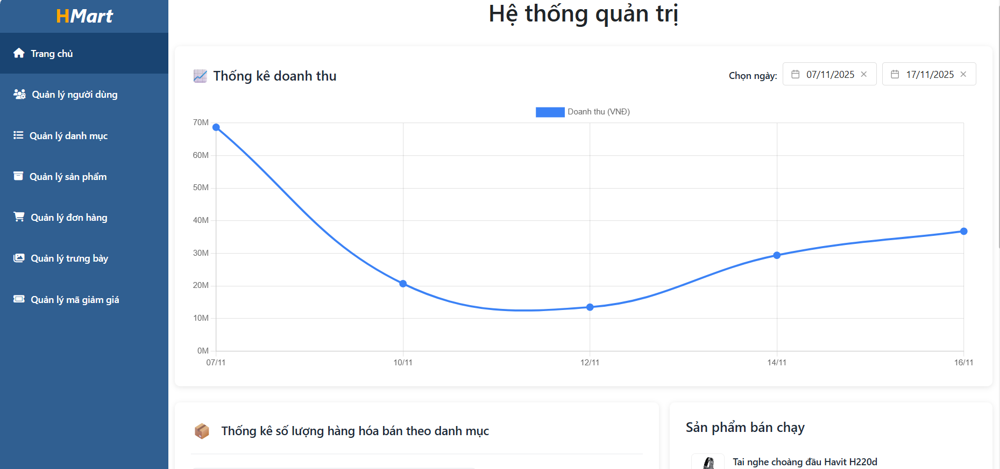 HMart
Trang chủ
Quản lý người dùng
Quản lý danh mục
Quản lý sản phẩm
Quản lý đơn hàng
Quản lý trưng bày
Quản lý mã giảm giá
Hệ thống quản trị
Thống kê doanh thu
Chọn ngày: 07/11/2025 17/11/2025
Doanh thu (VNĐ)
70M
60M
50M
40M
30M
20M
10M
0M
07/11 10/11 12/11 14/11 16/11
Thống kê số lượng hàng hóa bán theo danh mục
Sản phẩm bán chạy
Tai nghe choàng đầu Havit H220d